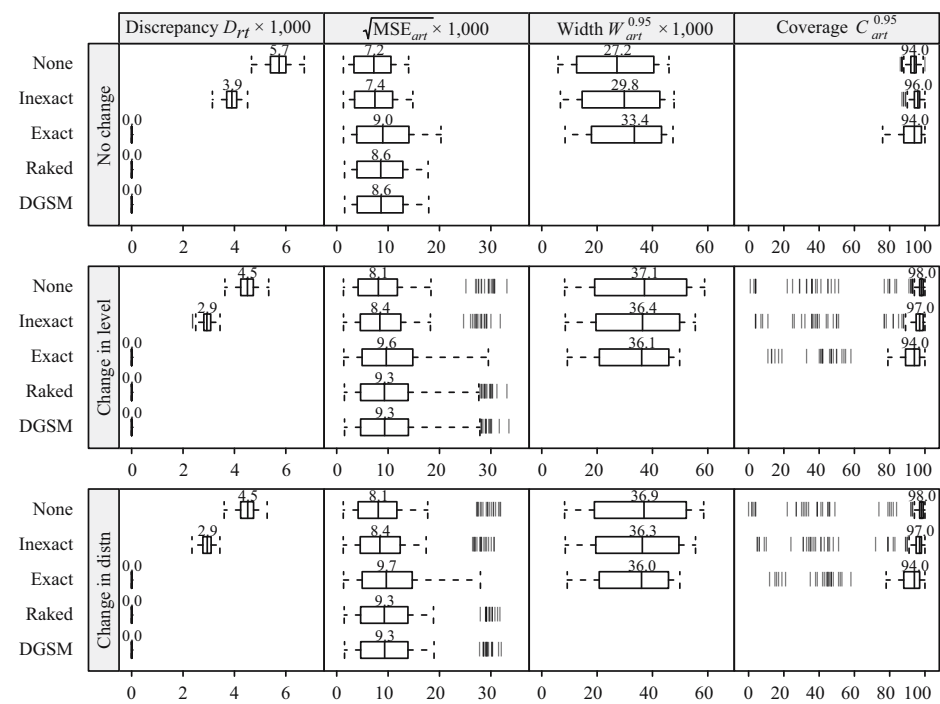 Discrepancy D_rt × 1,000 √MSE_art × 1,000 Width W_art^0.95 × 1,000 Coverage C_art^0.95
No change
None 5.7 7.2 27.2 94.0
Inexact 3.9 7.4 29.8 96.0
Exact 0.0 9.0 33.4 94.0
Raked 0.0 8.6
DGSM 0.0 8.6
0 2 4 6 0 10 20 30 0 20 40 60 0 20 40 60 80 100
Change in level
None 4.5 8.1 37.1 98.0
Inexact 2.9 8.4 36.4 97.0
Exact 0.0 9.6 36.1 94.0
Raked 0.0 9.3
DGSM 0.0 9.3
0 2 4 6 0 10 20 30 0 20 40 60 0 20 40 60 80 100
Change in distn
None 4.5 8.1 36.9 98.0
Inexact 2.9 8.4 36.3 97.0
Exact 0.0 9.7 36.0 94.0
Raked 0.0 9.3
DGSM 0.0 9.3
0 2 4 6 0 10 20 30 0 20 40 60 0 20 40 60 80 100